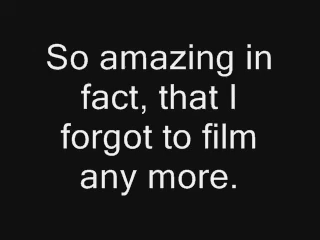 So amazing in
fact, that I
forgot to film
any more.